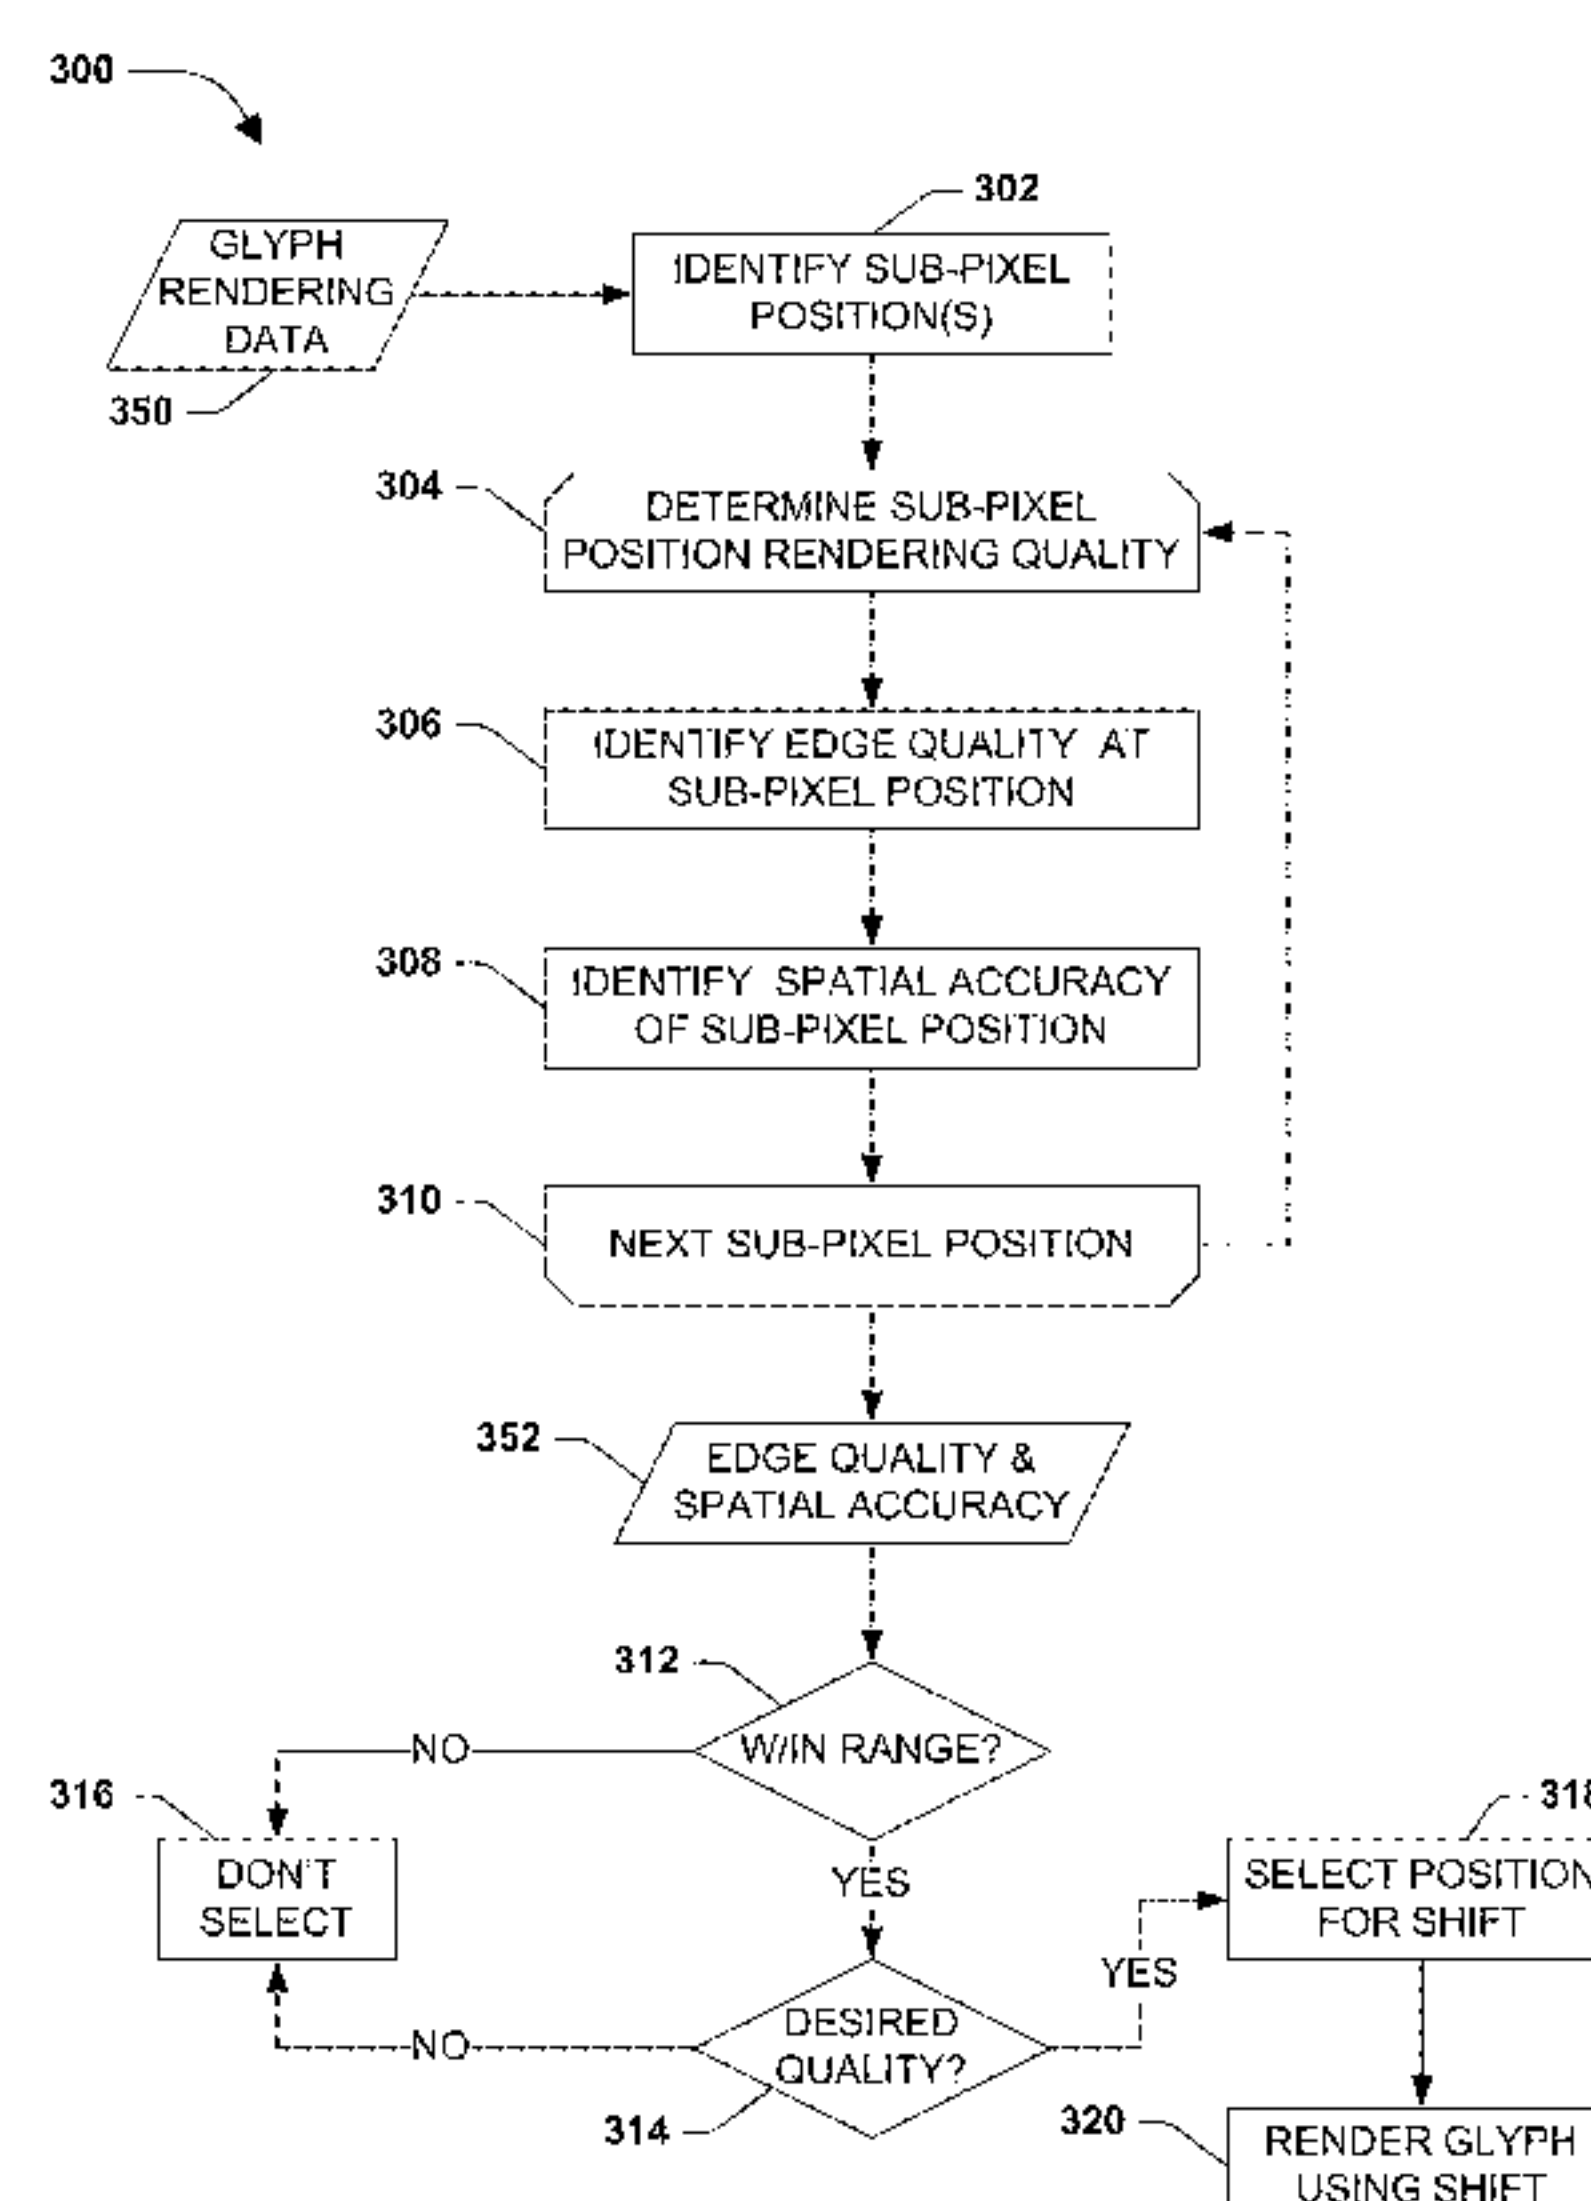 300
302
GLYPH
RENDERING
DATA
350
IDENTIFY SUB-PIXEL
POSITION(S)
304
DETERMINE SUB-PIXEL
POSITION RENDERING QUALITY
306
IDENTIFY EDGE QUALITY AT
SUB-PIXEL POSITION
308
IDENTIFY SPATIAL ACCURACY
OF SUB-PIXEL POSITION
310
NEXT SUB-PIXEL POSITION
352
EDGE QUALITY &
SPATIAL ACCURACY
312
W/IN RANGE?
NO
316
DON'T
SELECT
YES
318
SELECT POSITION
FOR SHIFT
YES
DESIRED
QUALITY?
NO
314
320
RENDER GLYPH
USING SHIFT